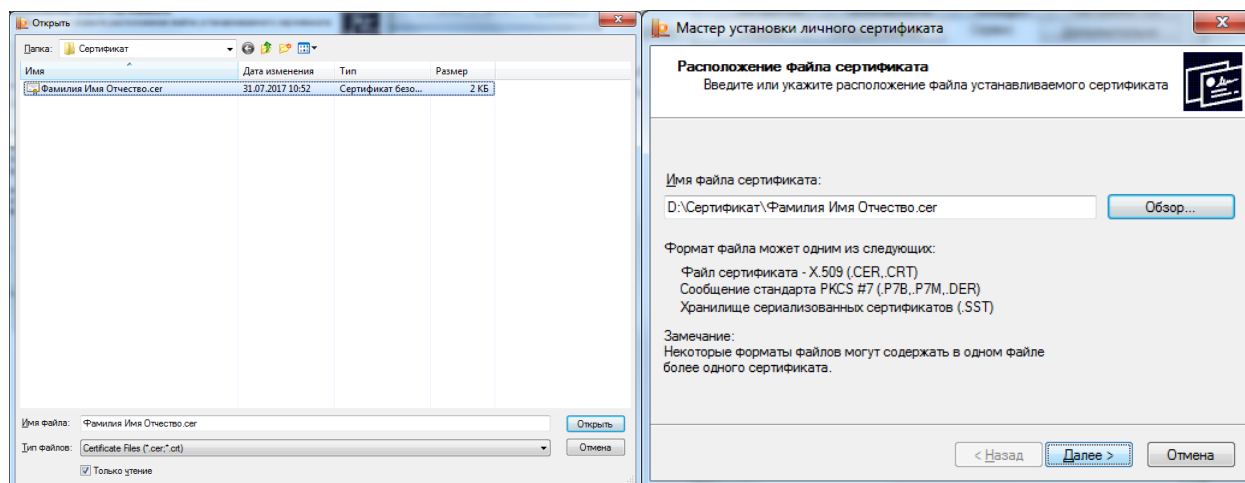 Открыть
Папка: Сертификат
Имя Дата изменения Тип Размер
Фамилия Имя Отчество.cer 31.07.2017 10:52 Сертификат безо... 2 КБ
Имя файла: Фамилия Имя Отчество.cer Открыть
Тип файлов: Certificate Files (*.cer;*.crt) Отмена
Только чтение
Мастер установки личного сертификата
Расположение файла сертификата
Введите или укажите расположение файла устанавливаемого сертификата
Имя файла сертификата:
D:\Сертификат\Фамилия Имя Отчество.cer Обзор...
Формат файла может одним из следующих:
Файл сертификата - X.509 (.CER,.CRT)
Сообщение стандарта PKCS #7 (.P7B,.P7M,.DER)
Хранилище сериализованных сертификатов (.SST)
Замечание:
Некоторые форматы файлов могут содержать в одном файле
более одного сертификата.
< Назад Далее > Отмена